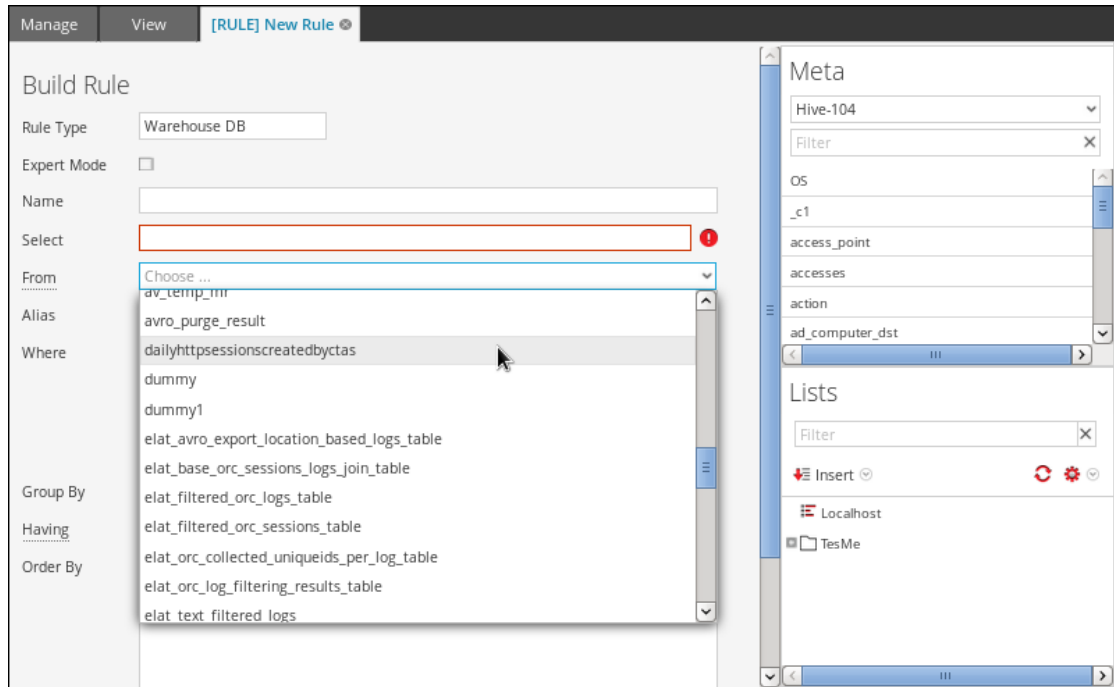 Manage View [RULE] New Rule
Build Rule
Rule Type Warehouse DB
Expert Mode
Name
Select
From Choose ...
av_temp_mr
avro_purge_result
dailyhttpsessionscreatedbyctas
dummy
dummy1
elat_avro_export_location_based_logs_table
elat_base_orc_sessions_logs_join_table
elat_filtered_orc_logs_table
elat_filtered_orc_sessions_table
elat_orc_collected_uniqueids_per_log_table
elat_orc_log_filtering_results_table
elat_text_filtered_logs
Alias
Where
Group By
Having
Order By
Meta
Hive-104
Filter
OS
_c1
access_point
accesses
action
ad_computer_dst
Lists
Filter
Insert
Localhost
TesMe